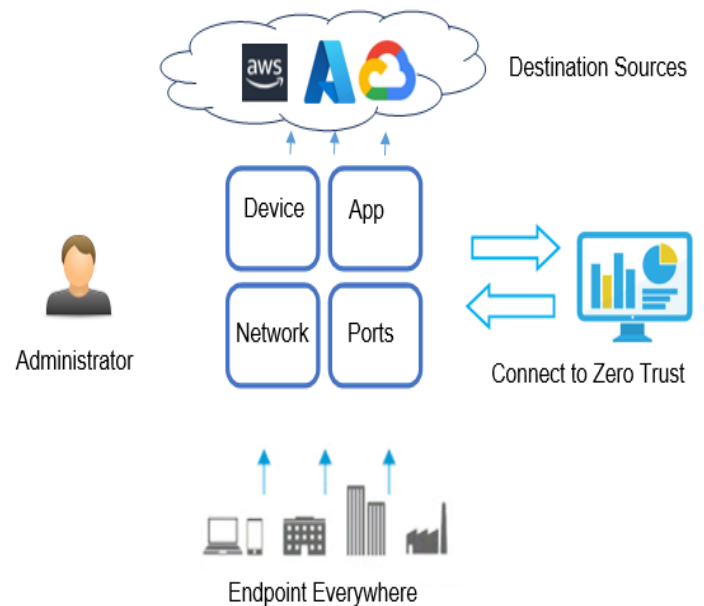 aws
Destination Sources
Device
App
Administrator
Network
Ports
Connect to Zero Trust
Endpoint Everywhere